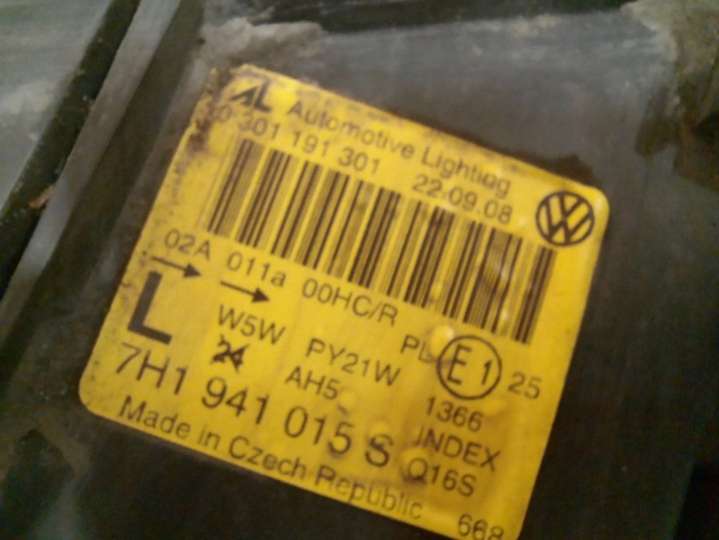 AL Automotive Lighting
0 301 191 301 22.09.08
VW
02A 011a 00HC/R PL E1 25
L W5W PY21W 1366
24 AH5 INDEX
7H1 941 015 S Q16S
Made in Czech Republic 668